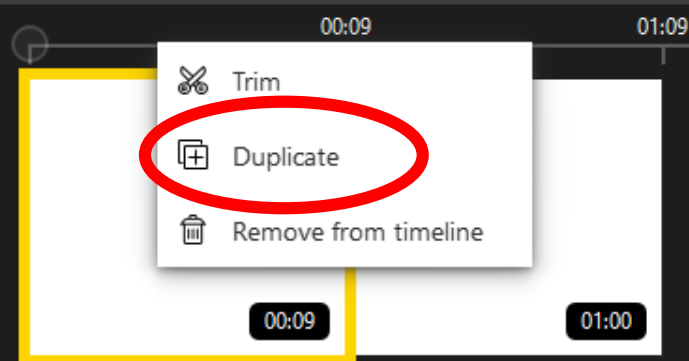 00:09 01:09
Trim
Duplicate
Remove from timeline
00:09 01:00